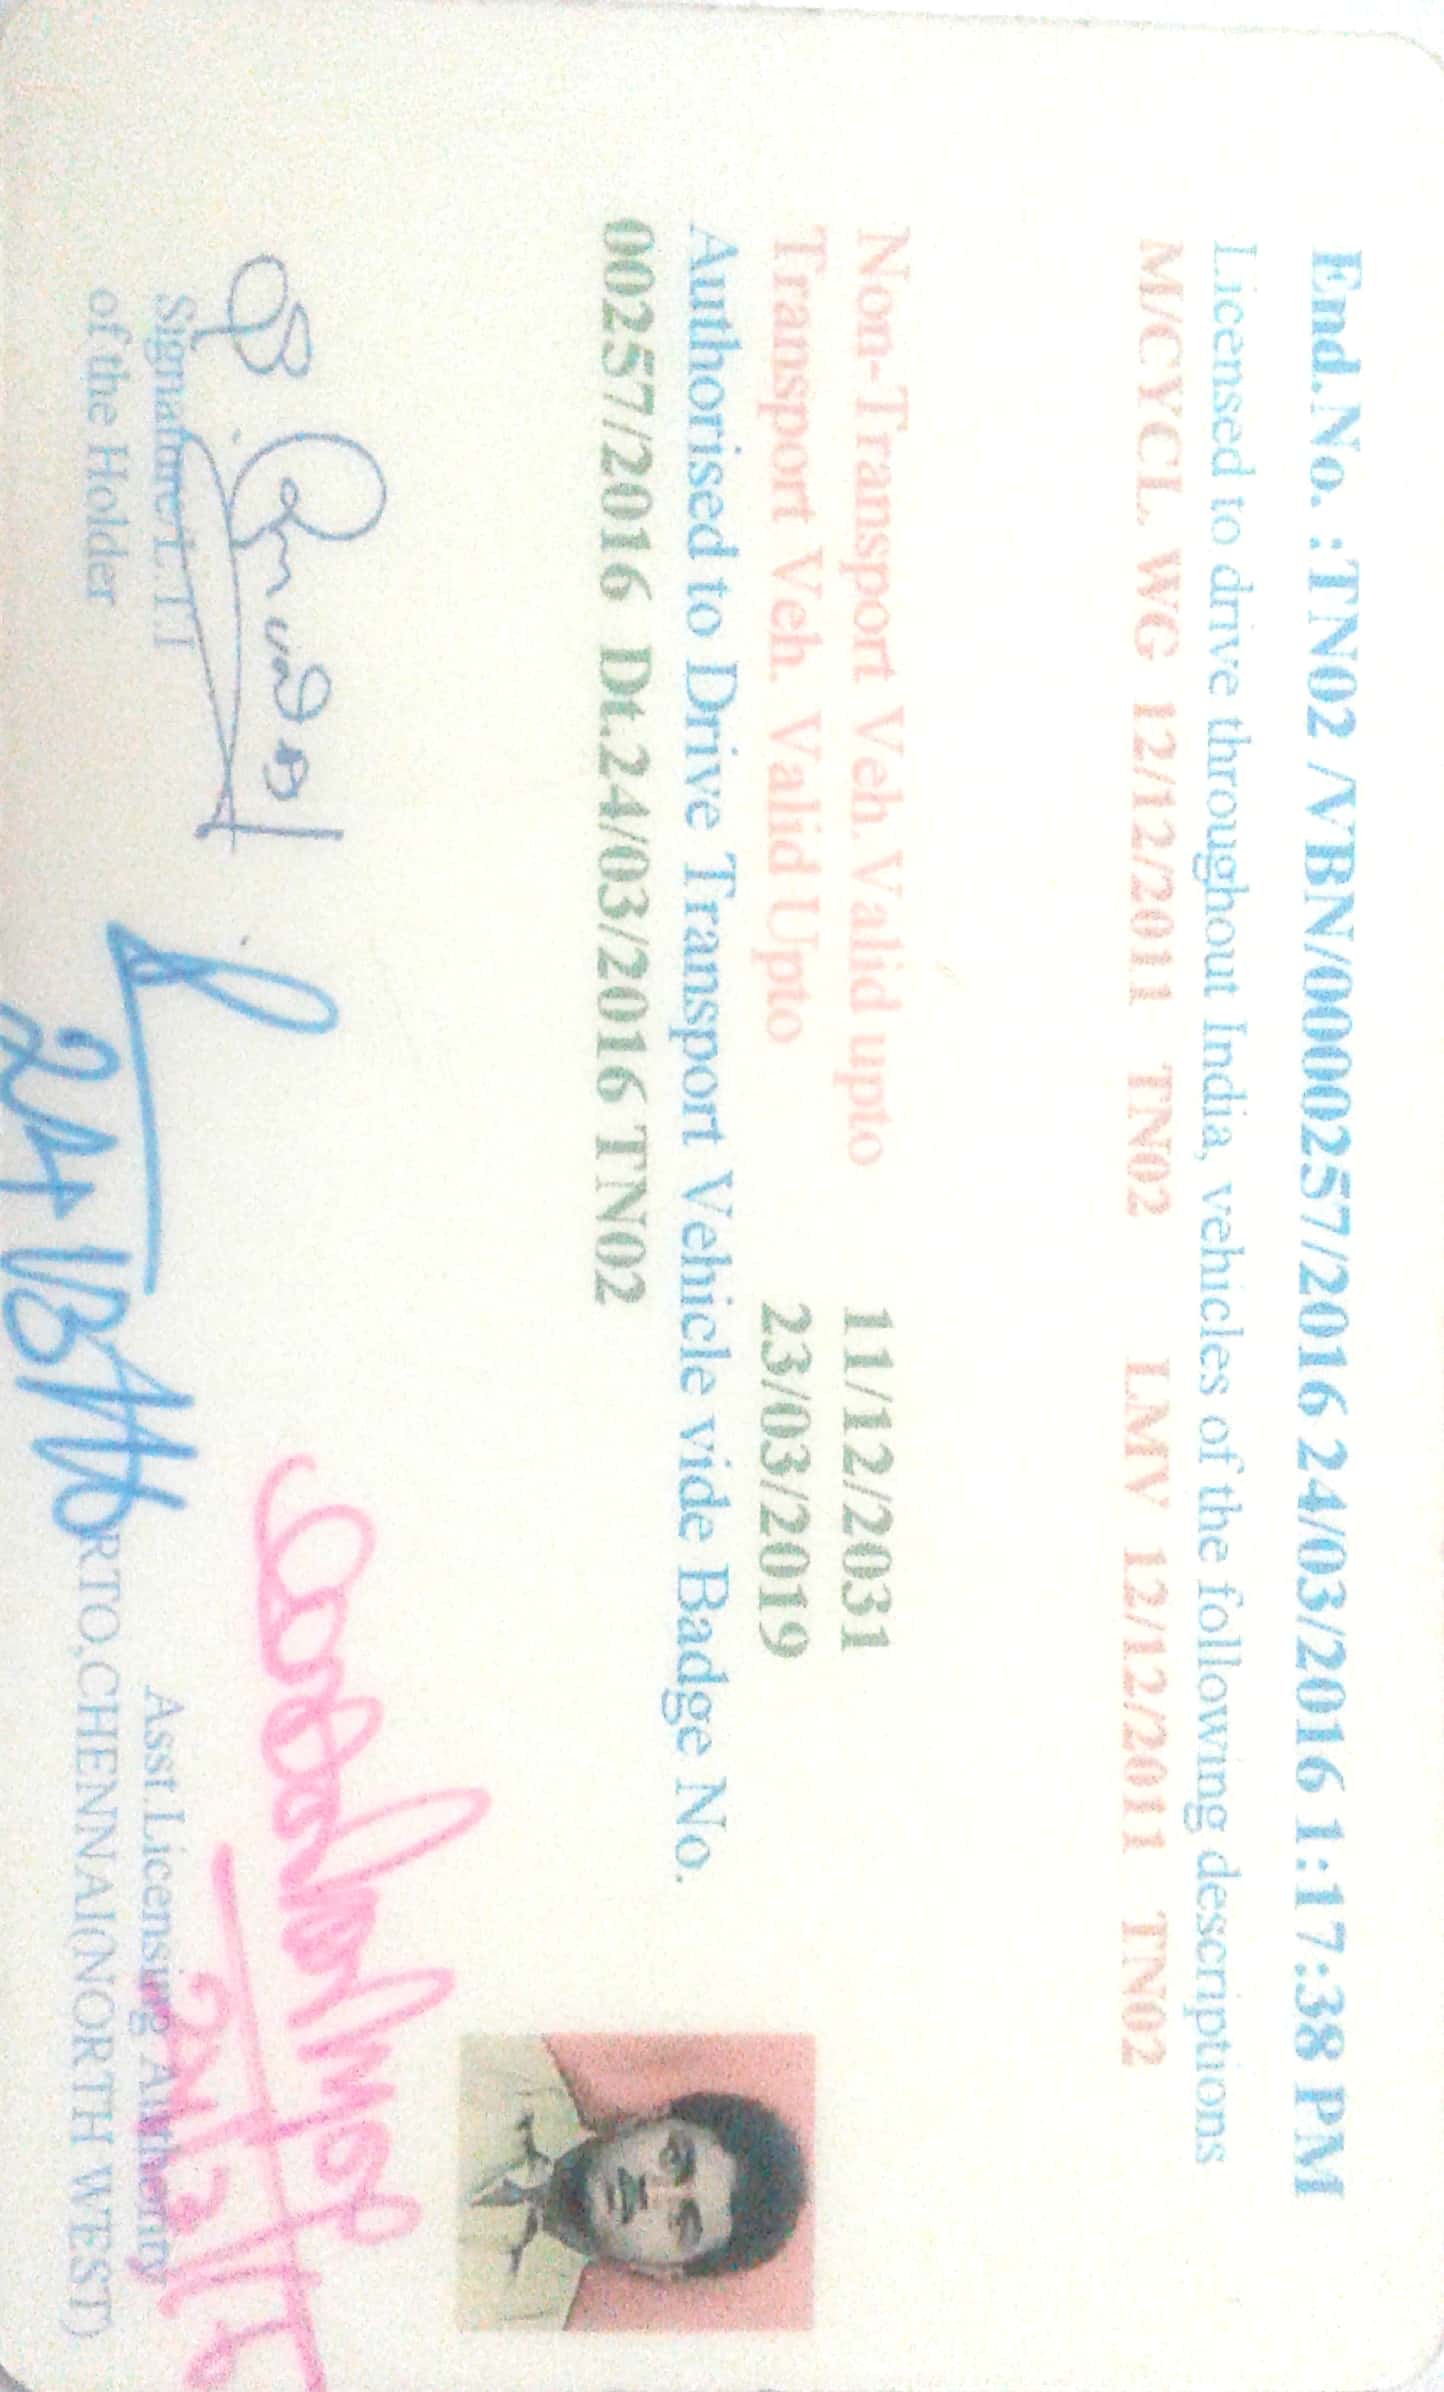 End.No. :TN02 /VBN/0000257/2016 24/03/2016 1:17:38 PM
Licensed to drive throughout India, vehicles of the following descriptions
M/CYCL. WG 12/12/2011 TN02 LMV 12/12/2011 TN02
Non-Transport Veh.Valid upto 11/12/2031
Transport Veh. Valid Upto 23/03/2019
Authorised to Drive Transport Vehicle vide Badge No.
00257/2016 Dt.24/03/2016 TN02
Signature/L.T.I
of the Holder
Asst.Licensing Authority
RTO,CHENNAI(NORTH WEST)